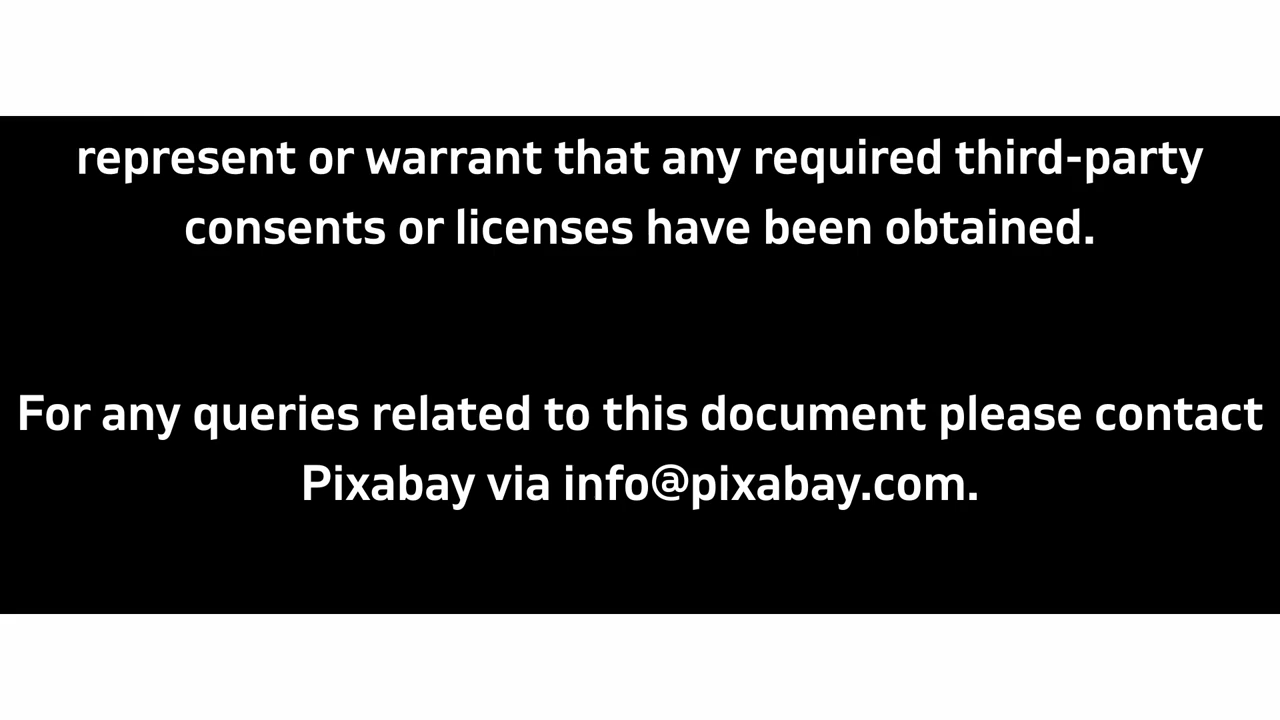 represent or warrant that any required third-party
consents or licenses have been obtained.
For any queries related to this document please contact
Pixabay via info@pixabay.com.